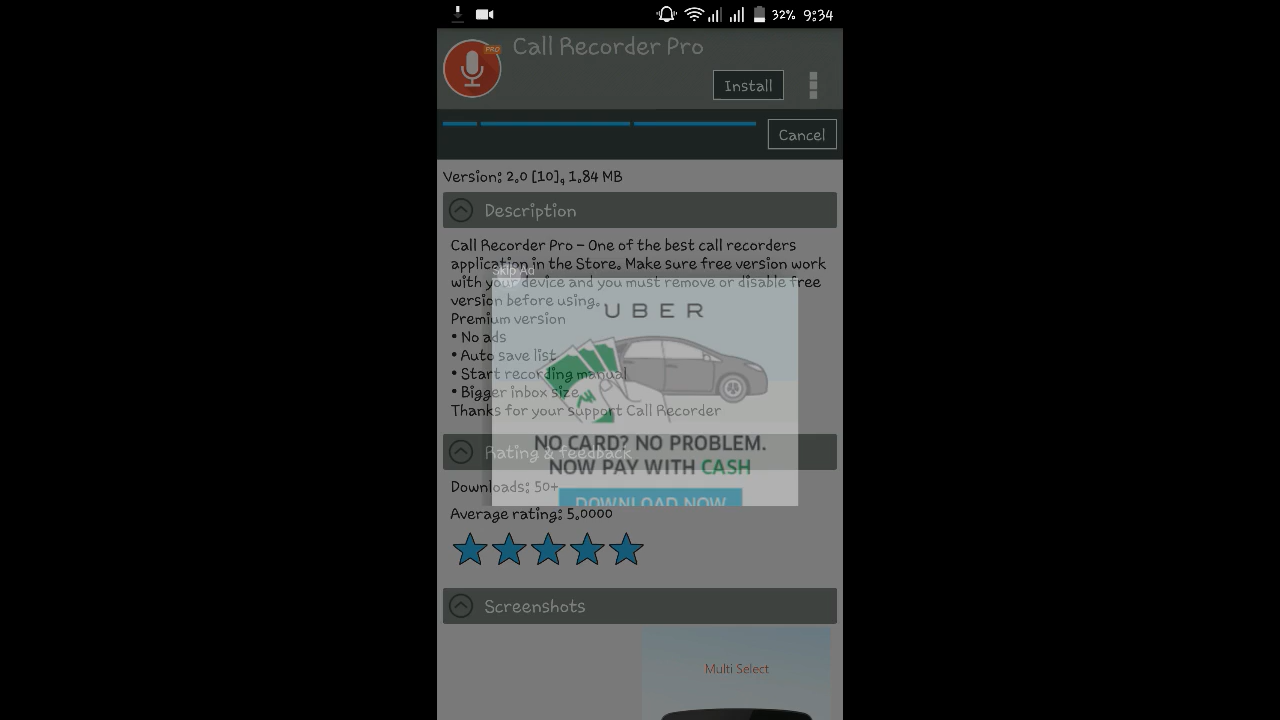 32% 9:34
PRO
Call Recorder Pro
Install
Cancel
Version: 2.0 [10], 1.84 MB
Description
Call Recorder Pro - One of the best call recorders
application in the Store. Make sure free version work
with your device and you must remove or disable free
version before using.
Premium version
• No ads
• Auto save list
• Start recording manual
• Bigger inbox size
Thanks for your support Call Recorder
Skip Ad
UBER
NO CARD? NO PROBLEM.
NOW PAY WITH CASH
DOWNLOAD NOW
Rating & feedback
Downloads: 50+
Average rating: 5.0000
Screenshots
Multi Select